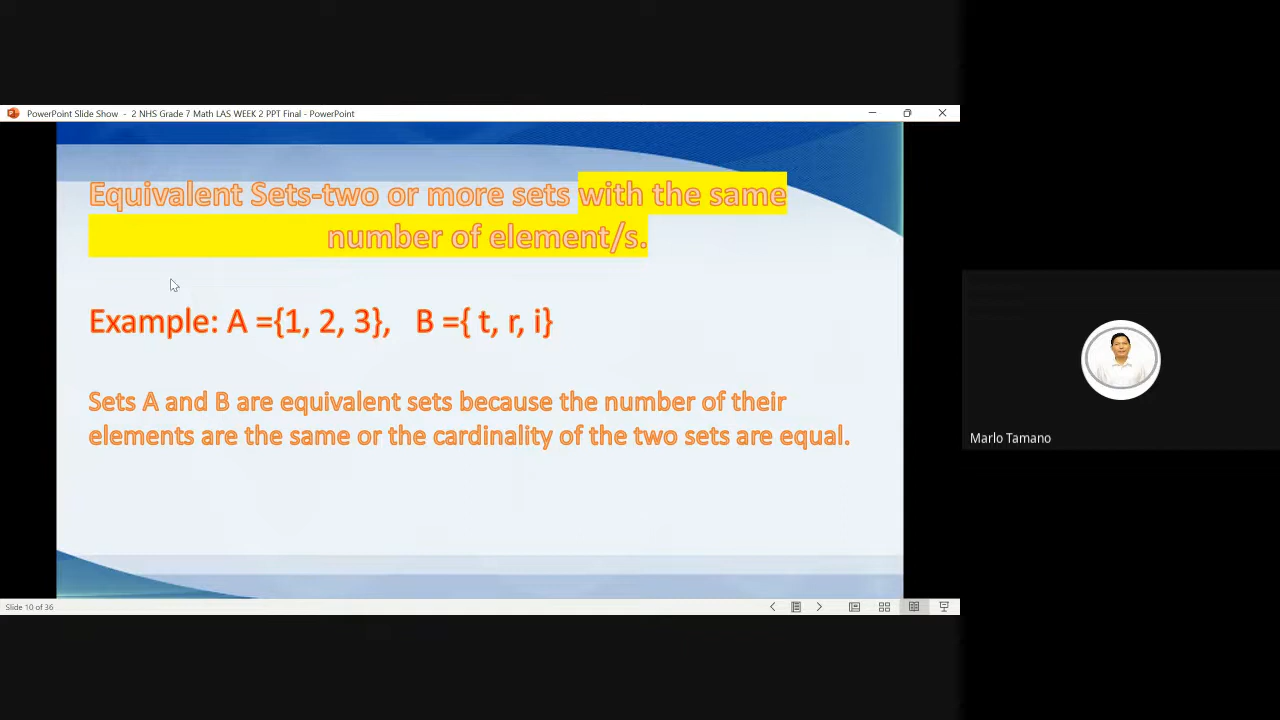 PowerPoint Slide Show - 2 NHS Grade 7 Math LAS WEEK 2 PPT Final - PowerPoint
Equivalent Sets-two or more sets with the same
number of element/s.
Example: A ={1, 2, 3}, B ={ t, r, i}
Sets A and B are equivalent sets because the number of their
elements are the same or the cardinality of the two sets are equal.
Marlo Tamano
Slide 10 of 36